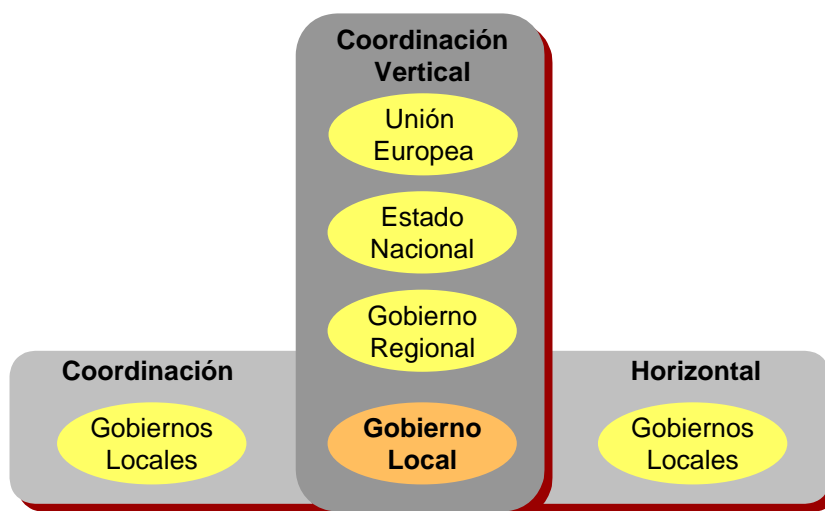 Coordinación
Vertical
Unión
Europea
Estado
Nacional
Gobierno
Regional
Coordinación
Horizontal
Gobiernos
Locales
Gobierno
Local
Gobiernos
Locales